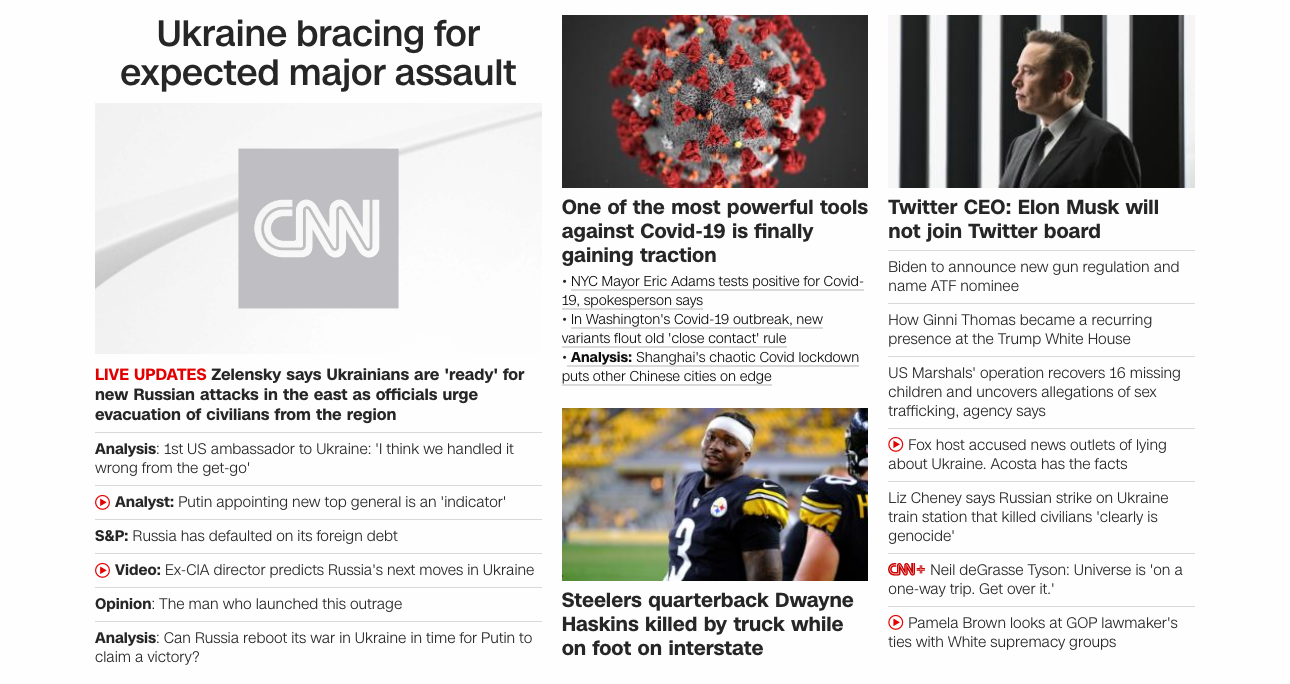 Ukraine bracing for
expected major assault
CNN
LIVE UPDATES Zelensky says Ukrainians are 'ready' for
new Russian attacks in the east as officials urge
evacuation of civilians from the region
Analysis: 1st US ambassador to Ukraine: 'I think we handled it
wrong from the get-go'
Analyst: Putin appointing new top general is an 'indicator'
S&P: Russia has defaulted on its foreign debt
Video: Ex-CIA director predicts Russia's next moves in Ukraine
Opinion: The man who launched this outrage
Analysis: Can Russia reboot its war in Ukraine in time for Putin to
claim a victory?
One of the most powerful tools
against Covid-19 is finally
gaining traction
• NYC Mayor Eric Adams tests positive for Covid-
19, spokesperson says
• In Washington's Covid-19 outbreak, new
variants flout old 'close contact' rule
• Analysis: Shanghai's chaotic Covid lockdown
puts other Chinese cities on edge
3
H
Steelers quarterback Dwayne
Haskins killed by truck while
on foot on interstate
Twitter CEO: Elon Musk will
not join Twitter board
Biden to announce new gun regulation and
name ATF nominee
How Ginni Thomas became a recurring
presence at the Trump White House
US Marshals' operation recovers 16 missing
children and uncovers allegations of sex
trafficking, agency says
Fox host accused news outlets of lying
about Ukraine. Acosta has the facts
Liz Cheney says Russian strike on Ukraine
train station that killed civilians 'clearly is
genocide'
CNN+ Neil deGrasse Tyson: Universe is 'on a
one-way trip. Get over it.'
Pamela Brown looks at GOP lawmaker's
ties with White supremacy groups